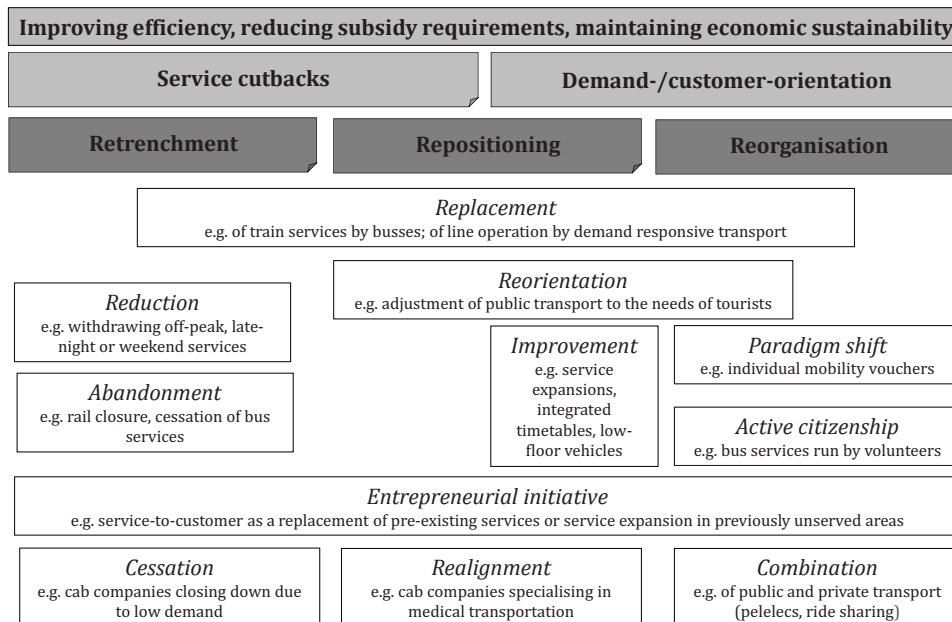 Improving efficiency, reducing subsidy requirements, maintaining economic sustainability
Service cutbacks
Demand-/customer-orientation
Retrenchment
Repositioning
Reorganisation
Replacement
e.g. of train services by busses; of line operation by demand responsive transport
Reorientation
e.g. adjustment of public transport to the needs of tourists
Reduction
e.g. withdrawing off-peak, late-
night or weekend services
Improvement
e.g. service
expansions,
integrated
timetables, low-
floor vehicles
Paradigm shift
e.g. individual mobility vouchers
Abandonment
e.g. rail closure, cessation of bus
services
Active citizenship
e.g. bus services run by volunteers
Entrepreneurial initiative
e.g. service-to-customer as a replacement of pre-existing services or service expansion in previously unserved areas
Cessation
e.g. cab companies closing down due
to low demand
Realignment
e.g. cab companies specialising in
medical transportation
Combination
e.g. of public and private transport
(pelelecs, ride sharing)